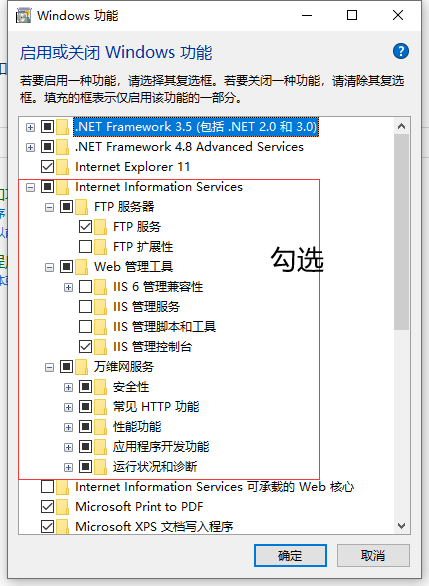 Windows 功能
启用或关闭 Windows 功能
若要启用一种功能，请选择其复选框。若要关闭一种功能，请清除其复选
框。填充的框表示仅启用该功能的一部分。
.NET Framework 3.5 (包括 .NET 2.0 和 3.0)
.NET Framework 4.8 Advanced Services
Internet Explorer 11
Internet Information Services
FTP 服务器
FTP 服务
FTP 扩展性
勾选
Web 管理工具
IIS 6 管理兼容性
IIS 管理服务
IIS 管理脚本和工具
IIS 管理控制台
万维网服务
安全性
常见 HTTP 功能
性能功能
应用程序开发功能
运行状况和诊断
Internet Information Services 可承载的 Web 核心
Microsoft Print to PDF
Microsoft XPS 文档写入程序
确定
取消